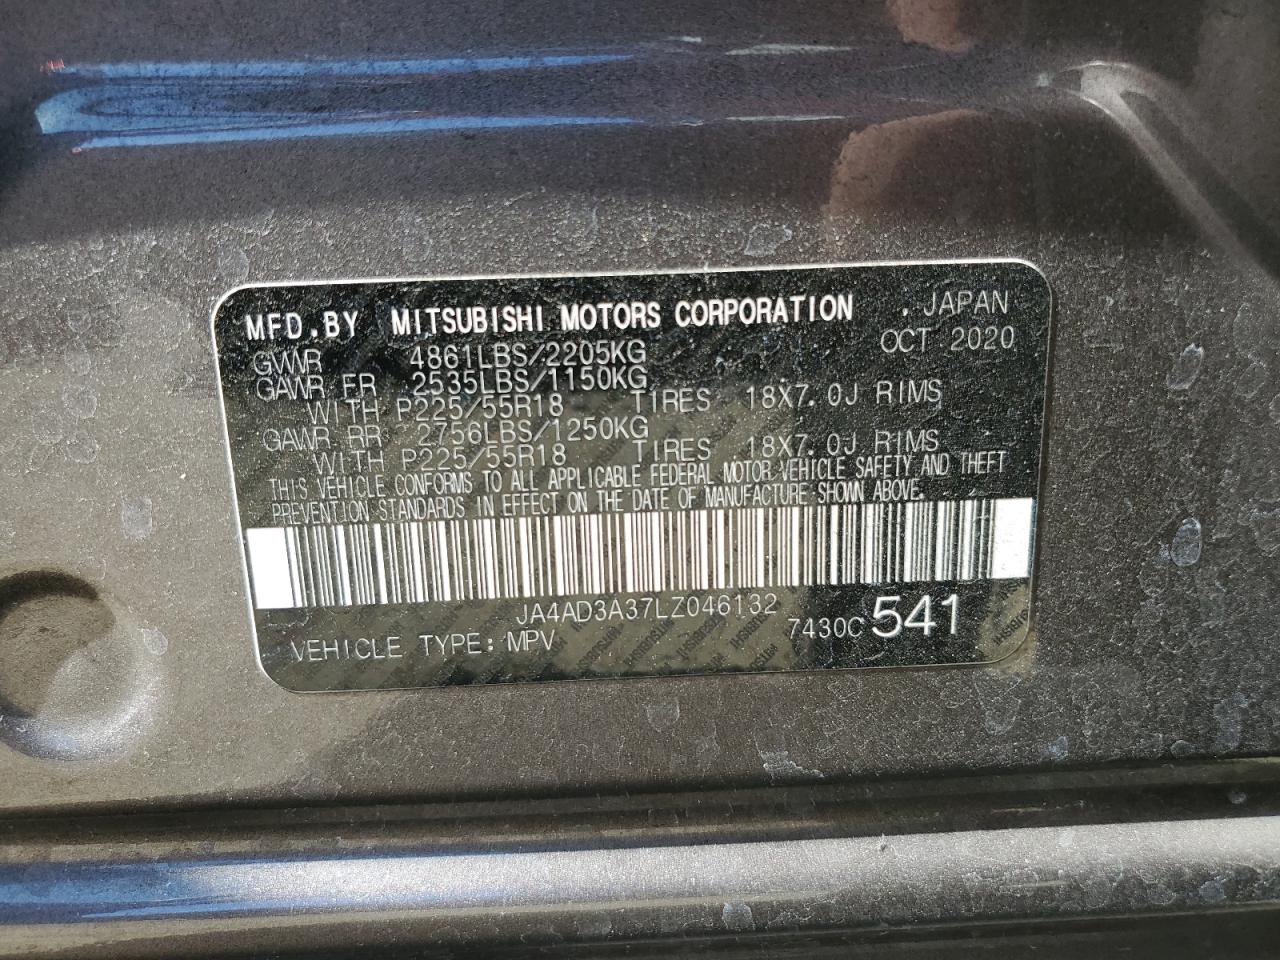 MFD.BY MITSUBISHI MOTORS CORPORATION .JAPAN
GVWR 4861LBS/2205KG OCT 2020
GAWR FR 2535LBS/1150KG
WITH P225/55R18 TIRES 18X7.0J RIMS
GAWR RR 2756LBS/1250KG
WITH P225/55R18 TIRES 18X7.0J RIMS
THIS VEHICLE CONFORMS TO ALL APPLICABLE FEDERAL MOTOR VEHICLE SAFETY AND THEFT
PREVENTION STANDARDS IN EFFECT ON THE DATE OF MANUFACTURE SHOWN ABOVE.
JA4AD3A37LZ046132
VEHICLE TYPE: MPV 7430C 541